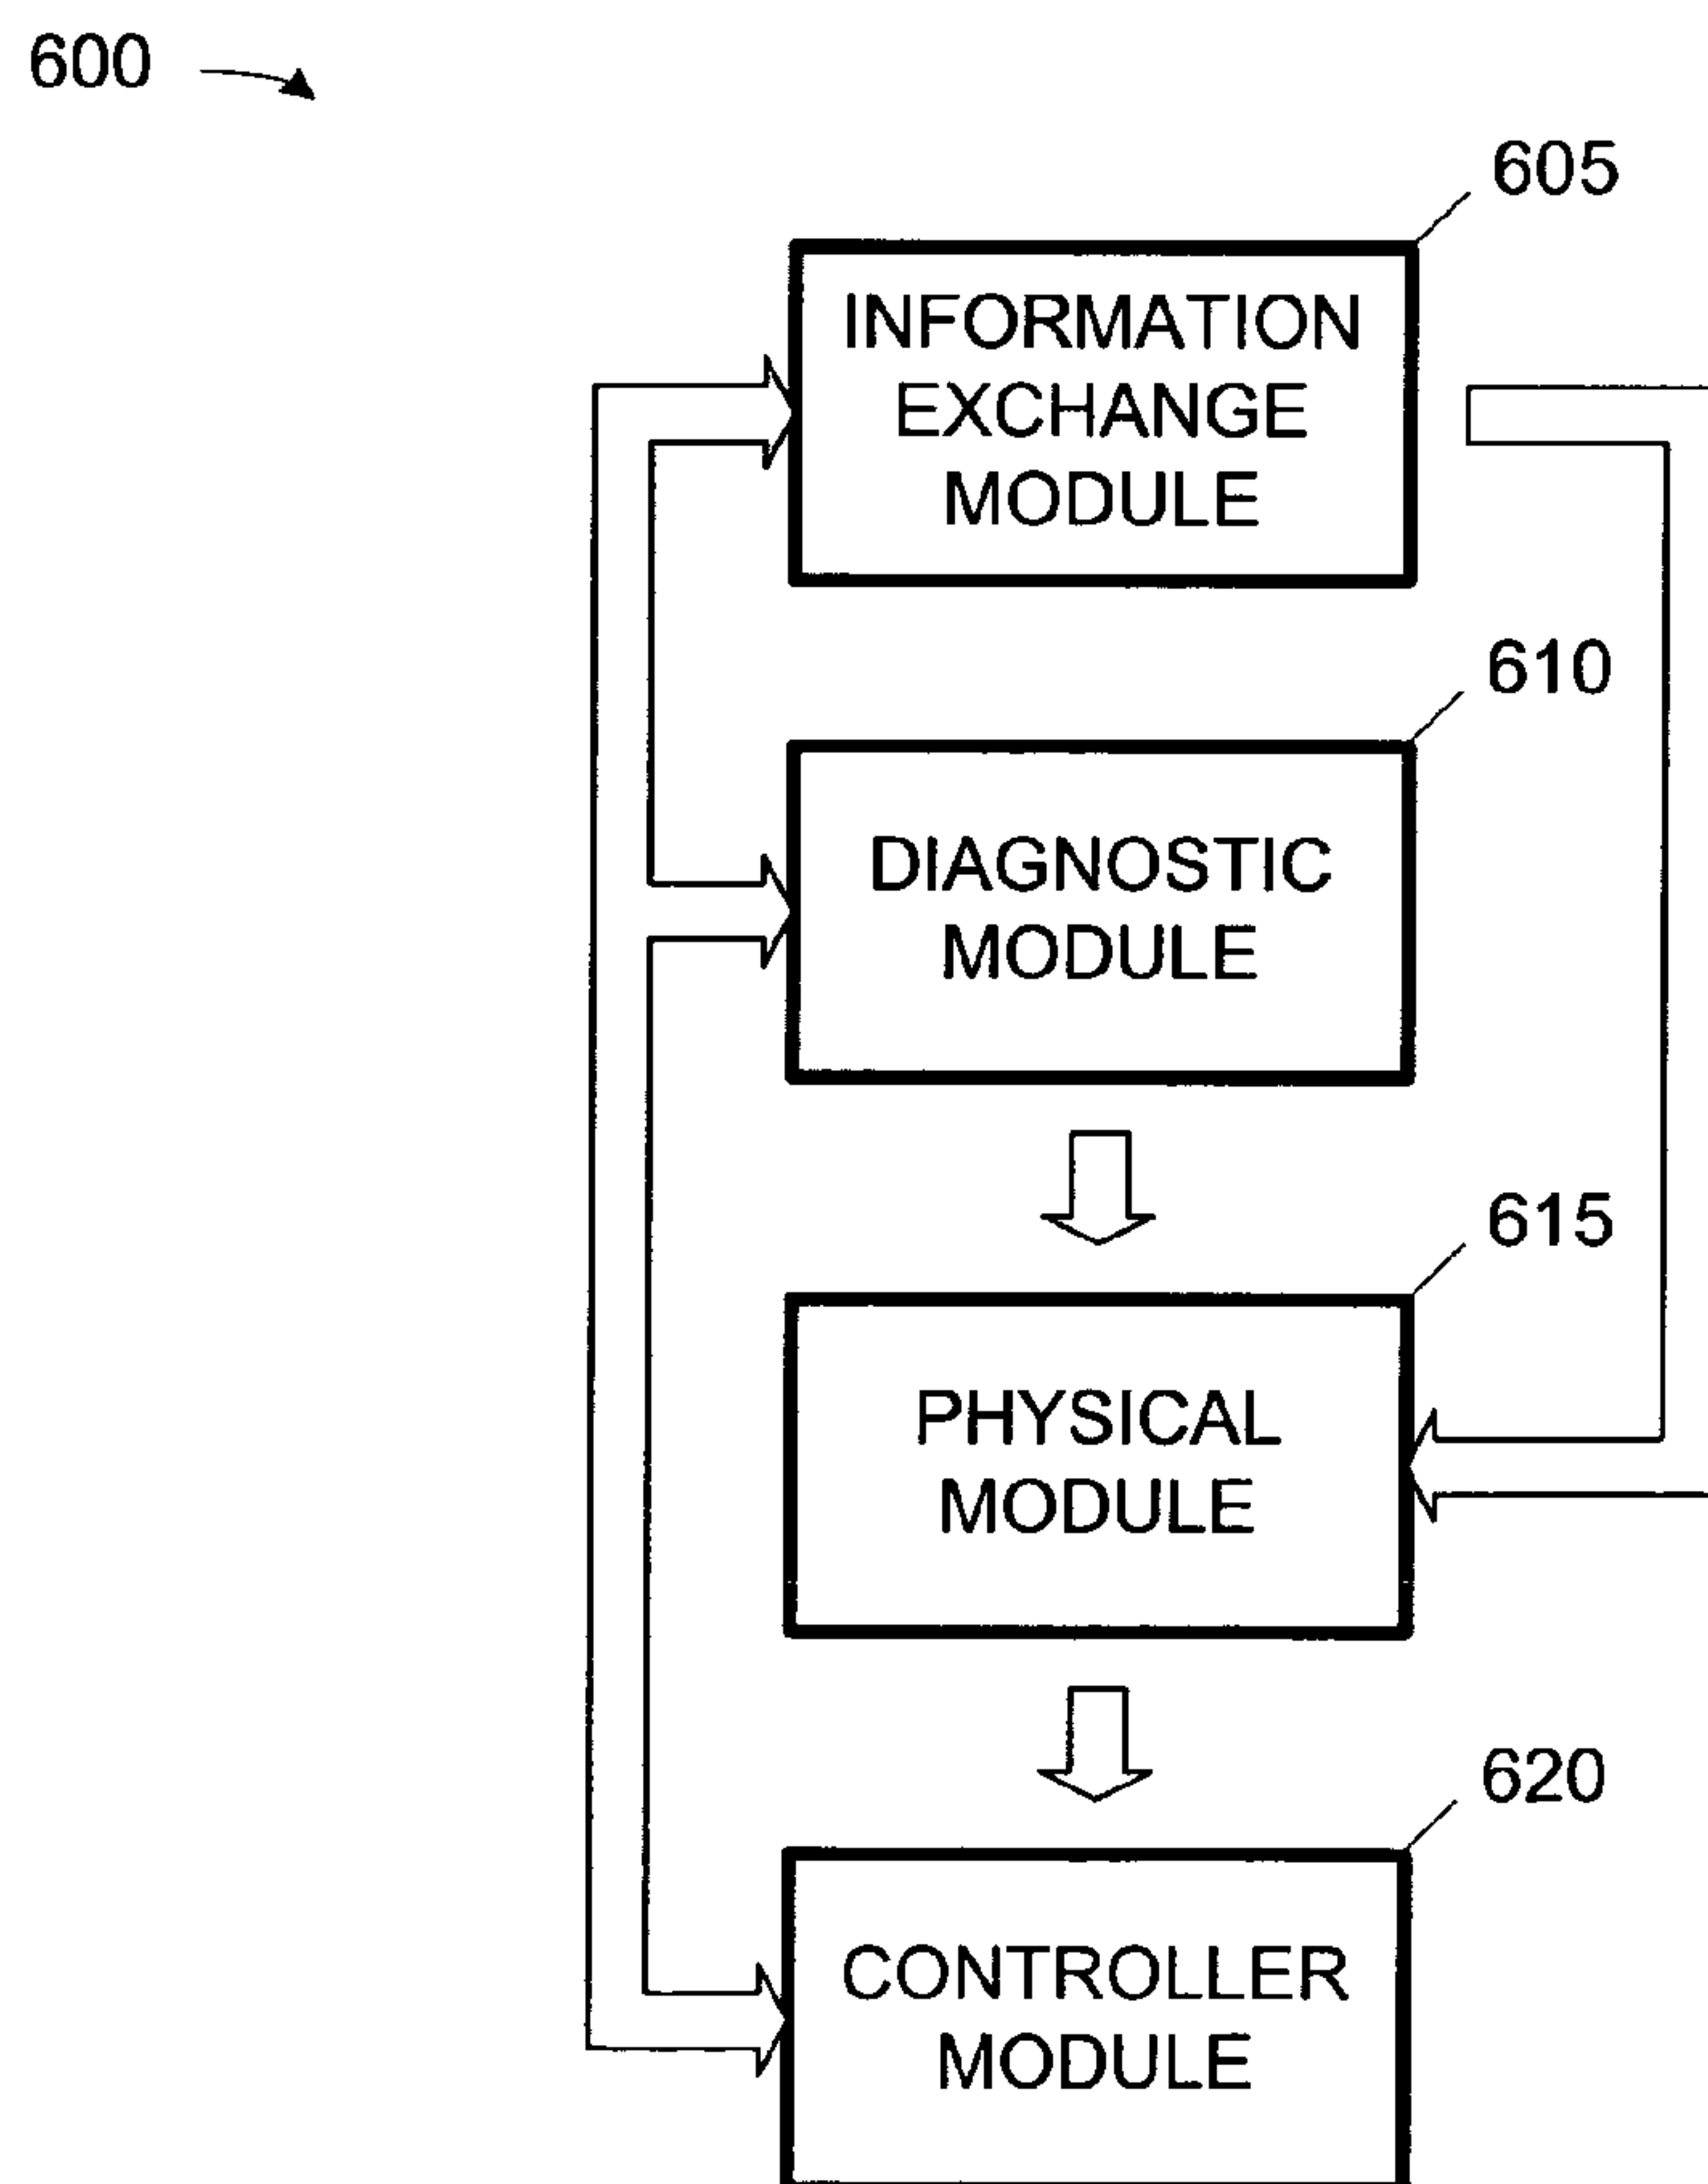 600
605
INFORMATION
EXCHANGE
MODULE
610
DIAGNOSTIC
MODULE
615
PHYSICAL
MODULE
620
CONTROLLER
MODULE